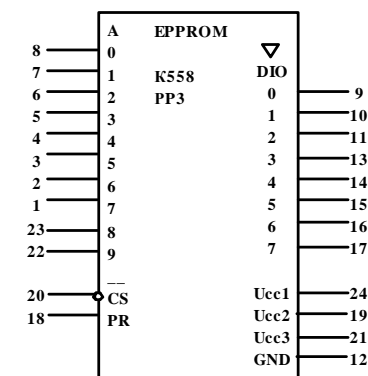 A EPPROM
8 0
DIO
7 1 K558 0 9
6 2 PP3 1 10
5 3 2 11
4 4 3 13
3 5 4 14
2 6 5 15
1 7 6 16
23 8 7 17
22 9
20 CS Ucc1 24
18 PR Ucc2 19
Ucc3 21
GND 12